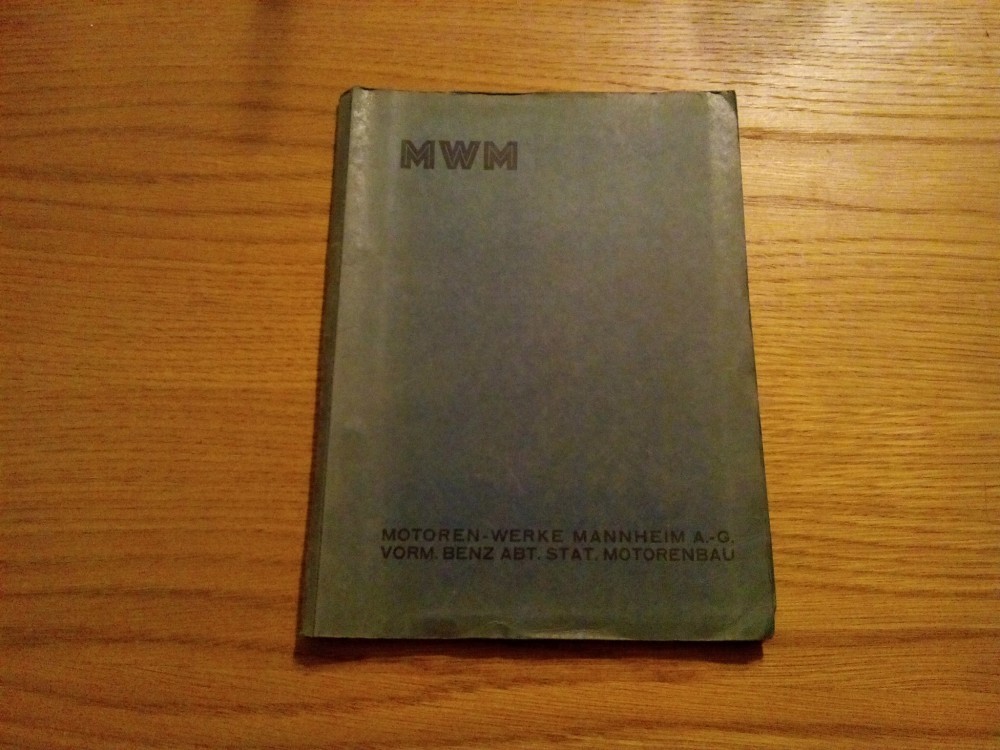 MWM
MOTOREN-WERKE MANNHEIM A.-G.
VORM. BENZ ABT. STAT. MOTORENBAU